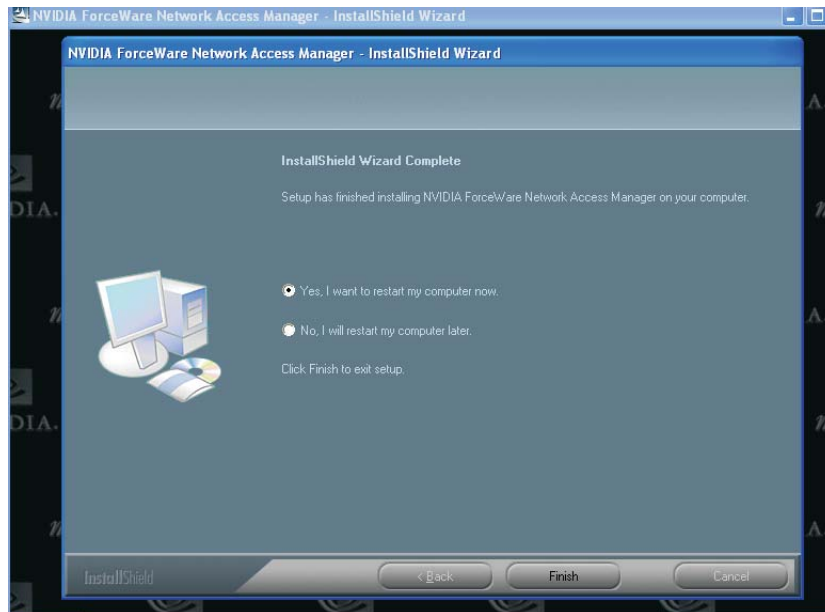 NVIDIA ForceWare Network Access Manager - InstallShield Wizard
NVIDIA ForceWare Network Access Manager - InstallShield Wizard
InstallShield Wizard Complete
Setup has finished installing NVIDIA ForceWare Network Access Manager on your computer.
Yes, I want to restart my computer now.
No, I will restart my computer later.
Click Finish to exit setup.
InstallShield
< Back
Finish
Cancel